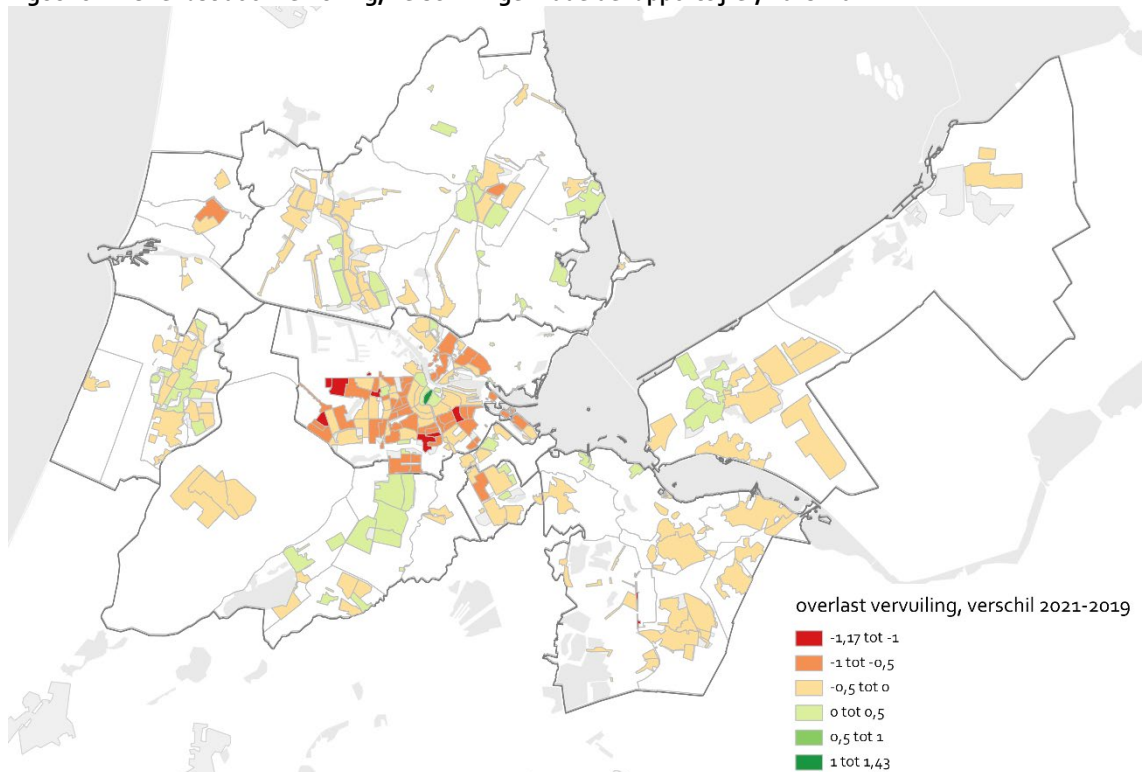 overlast vervuiling, verschil 2021-2019
-1,17 tot -1
-1 tot -0,5
-0,5 tot 0
0 tot 0,5
0,5 tot 1
1 tot 1,43